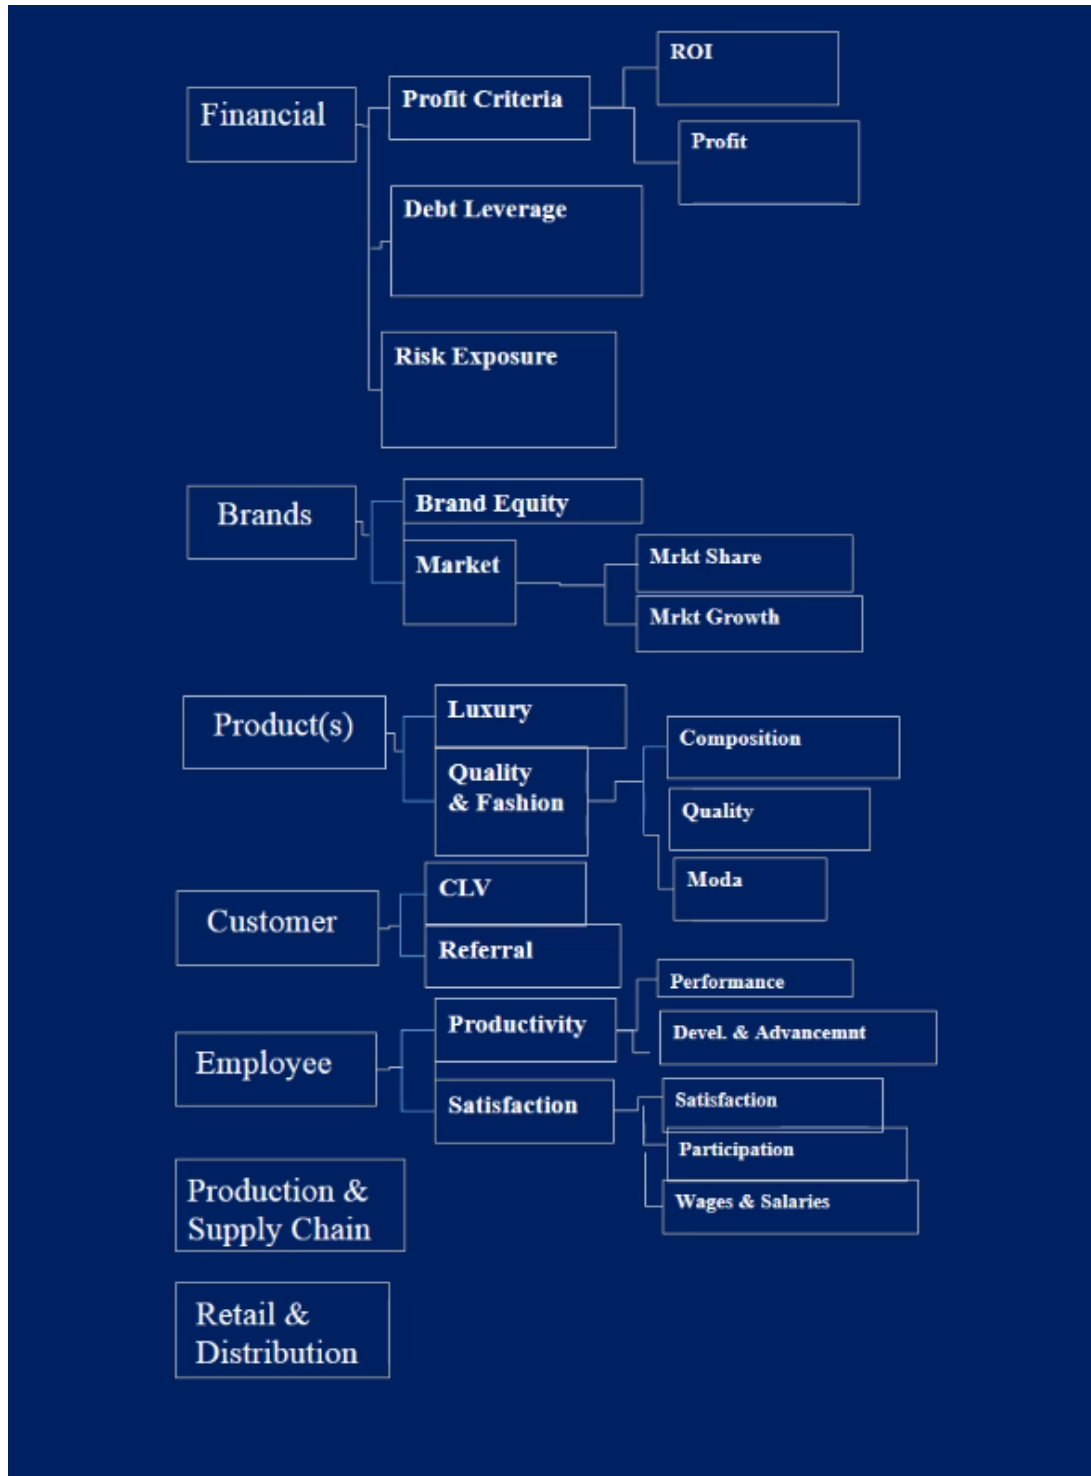 Financial
Profit Criteria
ROI
Profit
Debt Leverage
Risk Exposure
Brands
Brand Equity
Market
Mrkt Share
Mrkt Growth
Product(s)
Luxury
Quality
& Fashion
Composition
Quality
Moda
Customer
CLV
Referral
Employee
Productivity
Performance
Devel. & Advancemnt
Satisfaction
Satisfaction
Participation
Wages & Salaries
Production &
Supply Chain
Retail &
Distribution